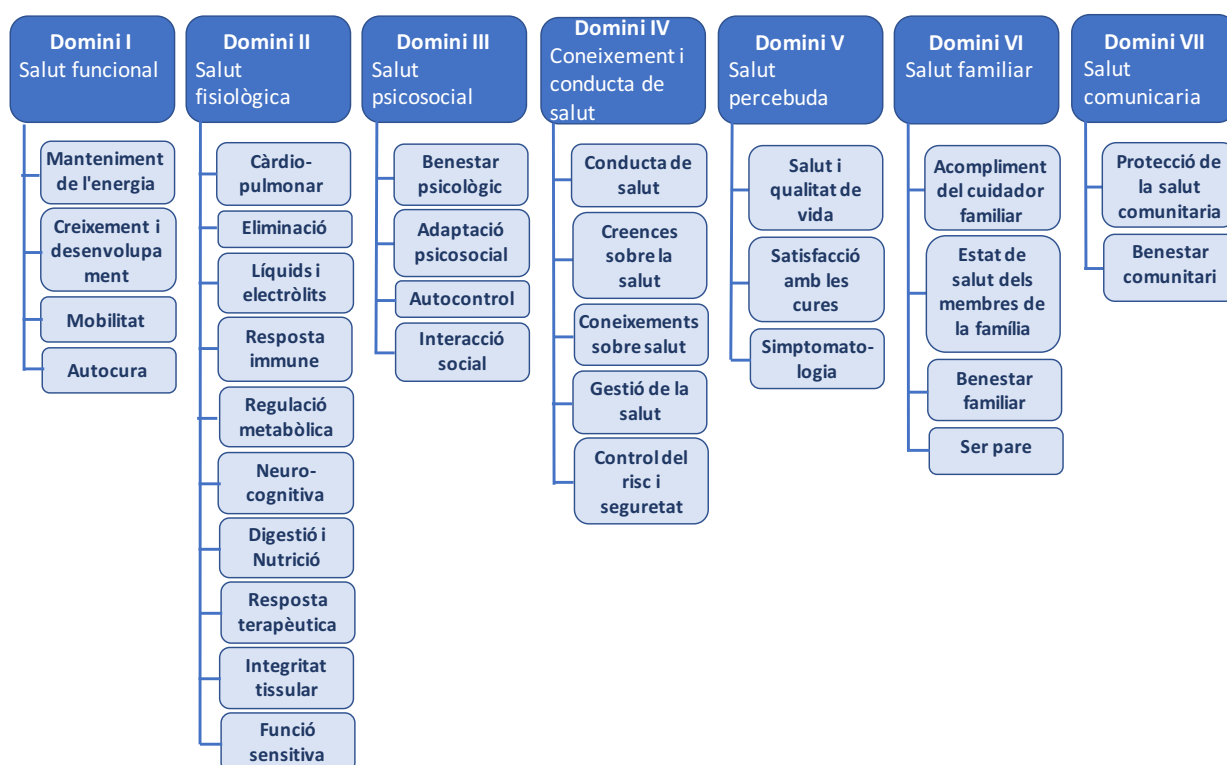 Domini I
Salut funcional
Manteniment
de l'energia
Creixement i
desenvolupa
ment
Mobilitat
Autocura
Domini II
Salut
fisiològica
Càrdio-
pulmonar
Eliminació
Líquids i
electròlits
Resposta
immune
Regulació
metabòlica
Neuro-
cognitiva
Digestió i
Nutrició
Resposta
terapèutica
Integritat
tissular
Funció
sensitiva
Domini III
Salut
psicosocial
Benestar
psicològic
Adaptació
psicosocial
Autocontrol
Interacció
social
Domini IV
Coneixement i
conducta de
salut
Conducta de
salut
Creences
sobre la
salut
Coneixements
sobre salut
Gestió de la
salut
Control del
risc i
seguretat
Domini V
Salut
percebuda
Salut i
qualitat de
vida
Satisfacció
amb les
cures
Simptomato-
logia
Domini VI
Salut familiar
Acompliment
del cuidador
familiar
Estat de
salut dels
membres de
la família
Benestar
familiar
Ser pare
Domini VII
Salut
comunicaria
Protecció de
la salut
comunitaria
Benestar
comunitari